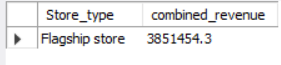 Store_type combined_revenue
Flagship store 3851454.3